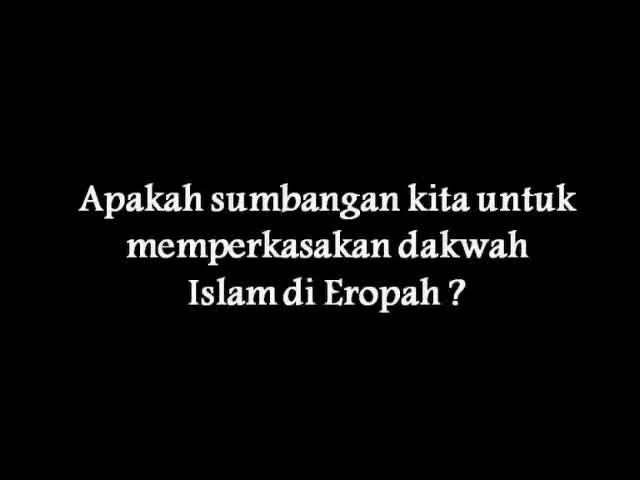 Apakah sumbangan kita untuk
memperkasakan dakwah
Islam di Eropah ?